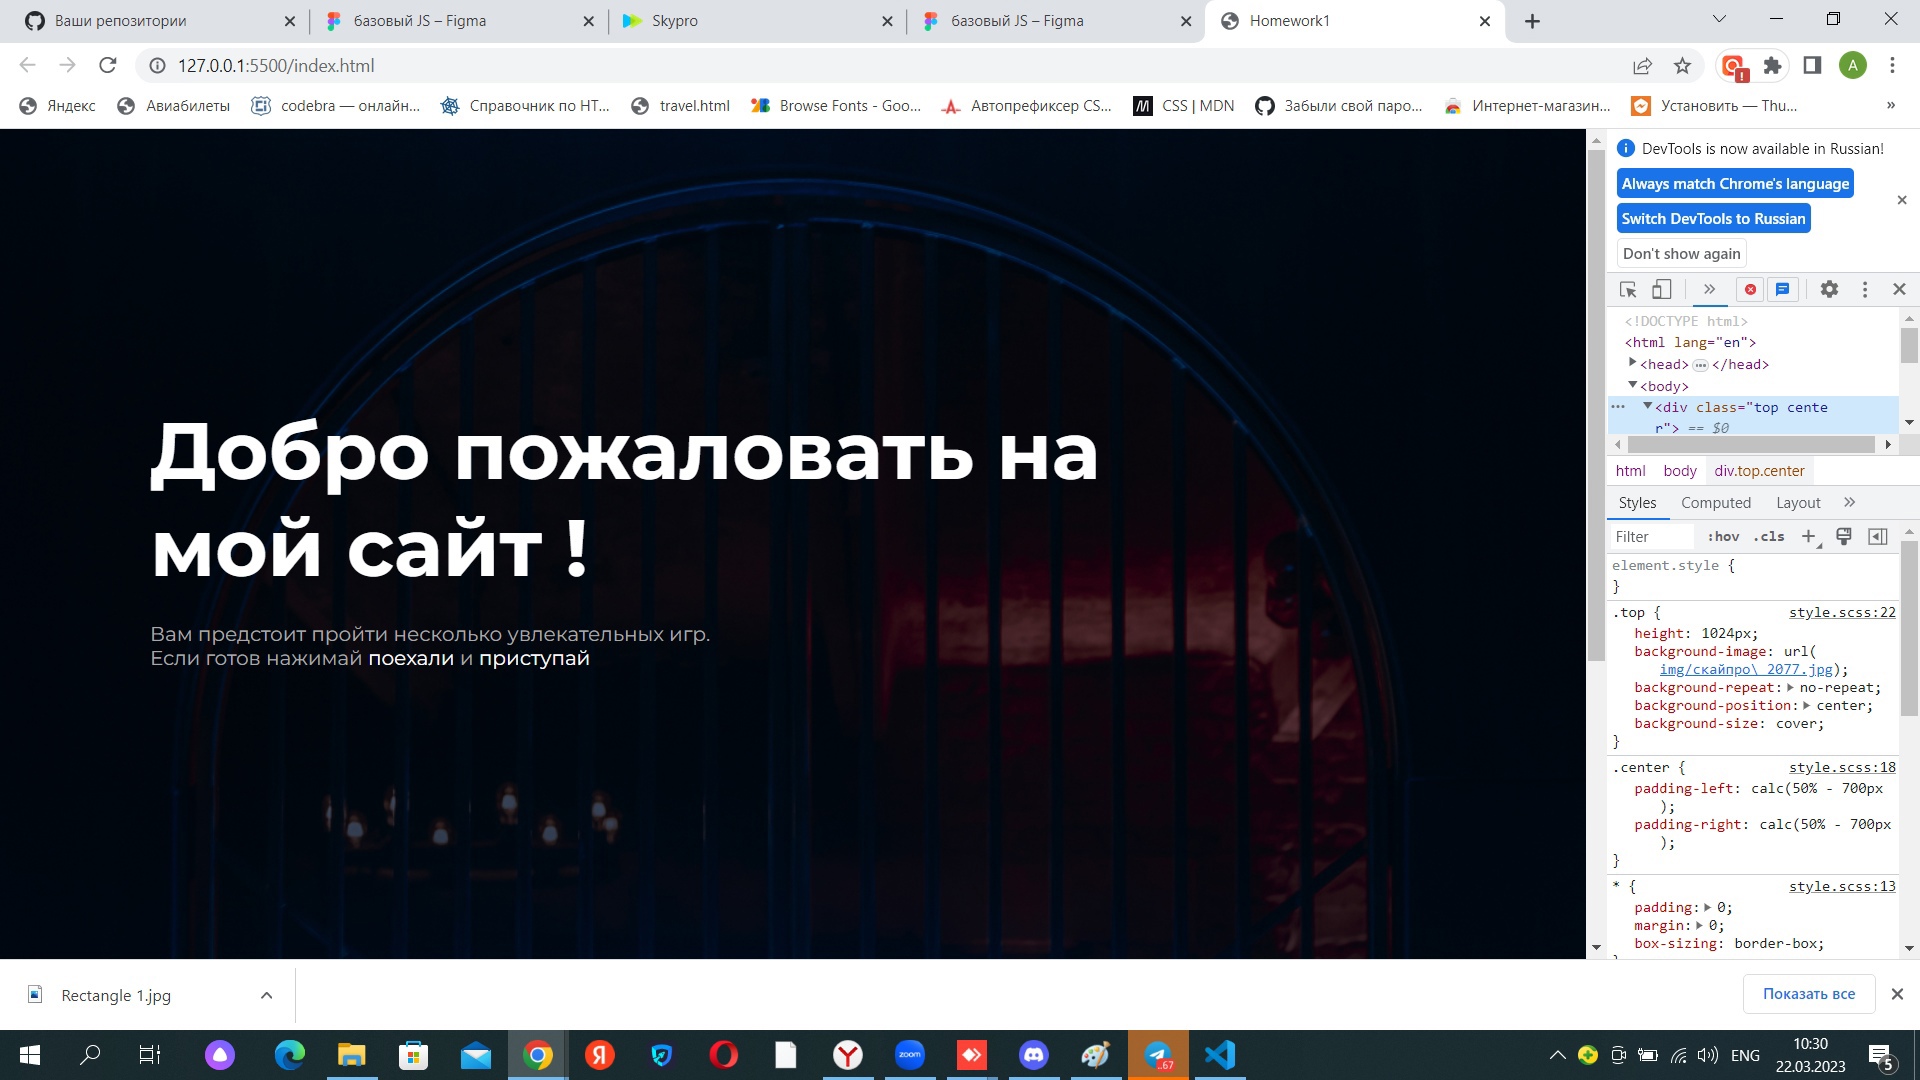 Ваши репозитории
базовый JS – Figma
Skypro
базовый JS – Figma
Homework1
127.0.0.1:5500/index.html
A
Яндекс
Авиабилеты
codebra — онлайн...
Справочник по HT...
travel.html
Browse Fonts - Goo...
Автопрефиксер CS...
CSS | MDN
Забыли свой паро...
Интернет-магазин...
Установить — Thu...
»
Добро пожаловать на
мой сайт !
Вам предстоит пройти несколько увлекательных игр.
Если готов нажимай поехали и приступай
DevTools is now available in Russian!
Always match Chrome's language
Switch DevTools to Russian
Don't show again
<!DOCTYPE html>
<html lang="en">
<head> ••• </head>
<body>
<div class="top cente
r"> == $0
html body div.top.center
Styles Computed Layout »
Filter :hov .cls
element.style {
}
.top { style.scss:22
height: 1024px;
background-image: url(
img/скайпро\ 2077.jpg);
background-repeat: no-repeat;
background-position: center;
background-size: cover;
}
.center { style.scss:18
padding-left: calc(50% - 700px
);
padding-right: calc(50% - 700px
);
}
* { style.scss:13
padding: 0;
margin: 0;
box-sizing: border-box;
Rectangle 1.jpg
Показать все
zoom
..67
ENG
10:30
22.03.2023
5